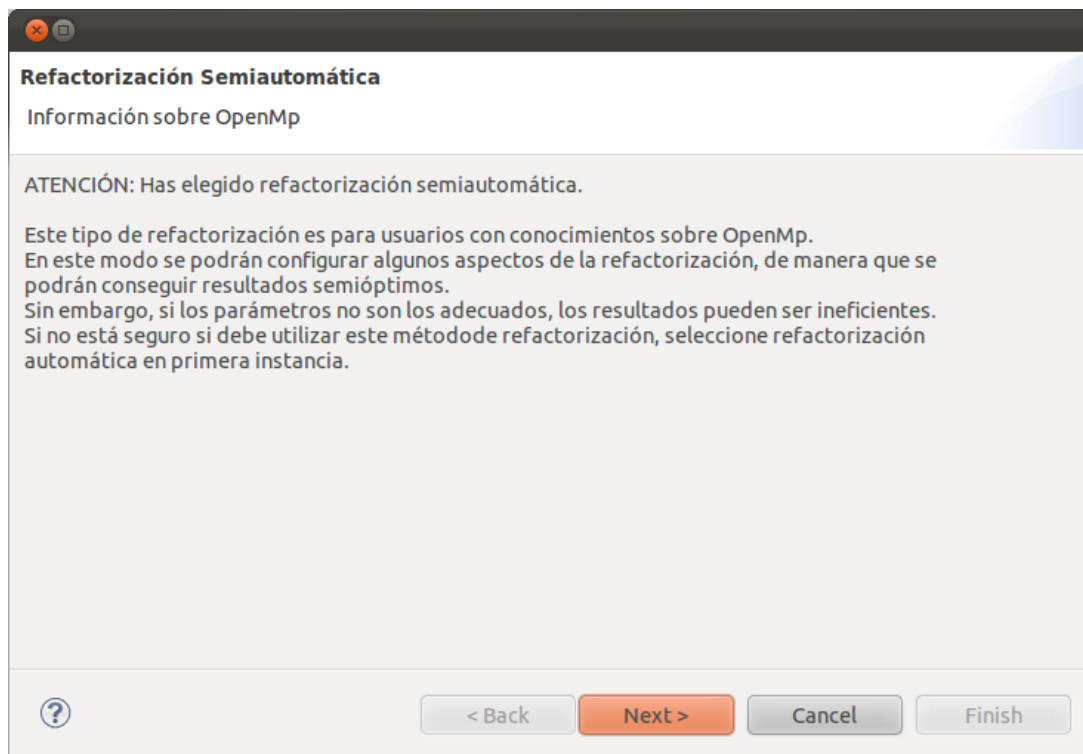 Refactorización Semiautomática
Información sobre OpenMp
ATENCIÓN: Has elegido refactorización semiautomática.
Este tipo de refactorización es para usuarios con conocimientos sobre OpenMp.
En este modo se podrán configurar algunos aspectos de la refactorización, de manera que se
podrán conseguir resultados semióptimos.
Sin embargo, si los parámetros no son los adecuados, los resultados pueden ser ineficientes.
Si no está seguro si debe utilizar este métodode refactorización, seleccione refactorización
automática en primera instancia.
? < Back Next > Cancel Finish